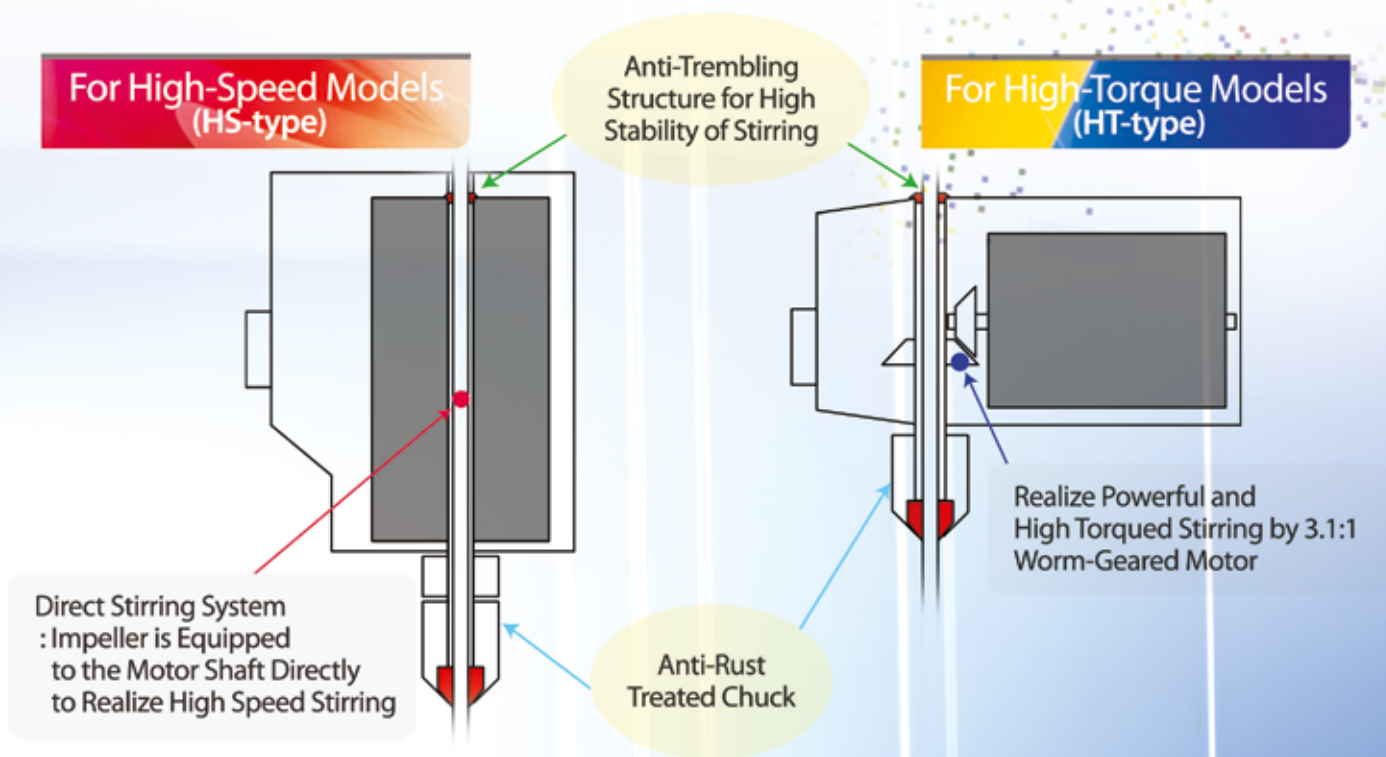 For High-Speed Models
(HS-type)
Anti-Trembling
Structure for High
Stability of Stirring
For High-Torque Models
(HT-type)
Direct Stirring System
: Impeller is Equipped
to the Motor Shaft Directly
to Realize High Speed Stirring
Anti-Rust
Treated Chuck
Realize Powerful and
High Torqued Stirring by 3.1:1
Worm-Geared Motor